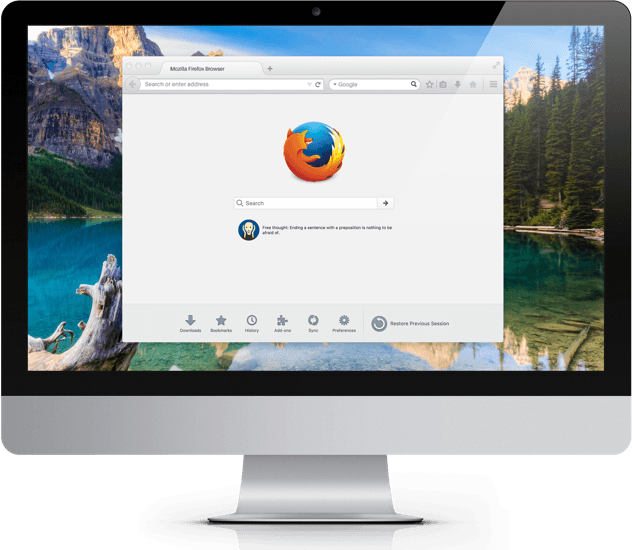 Mozilla Firefox Browser
Search or enter address
Google
Search
Free thought: Ending a sentence with a preposition is nothing to be
afraid of.
Downloads
Bookmarks
History
Add-ons
Sync
Preferences
Restore Previous Session